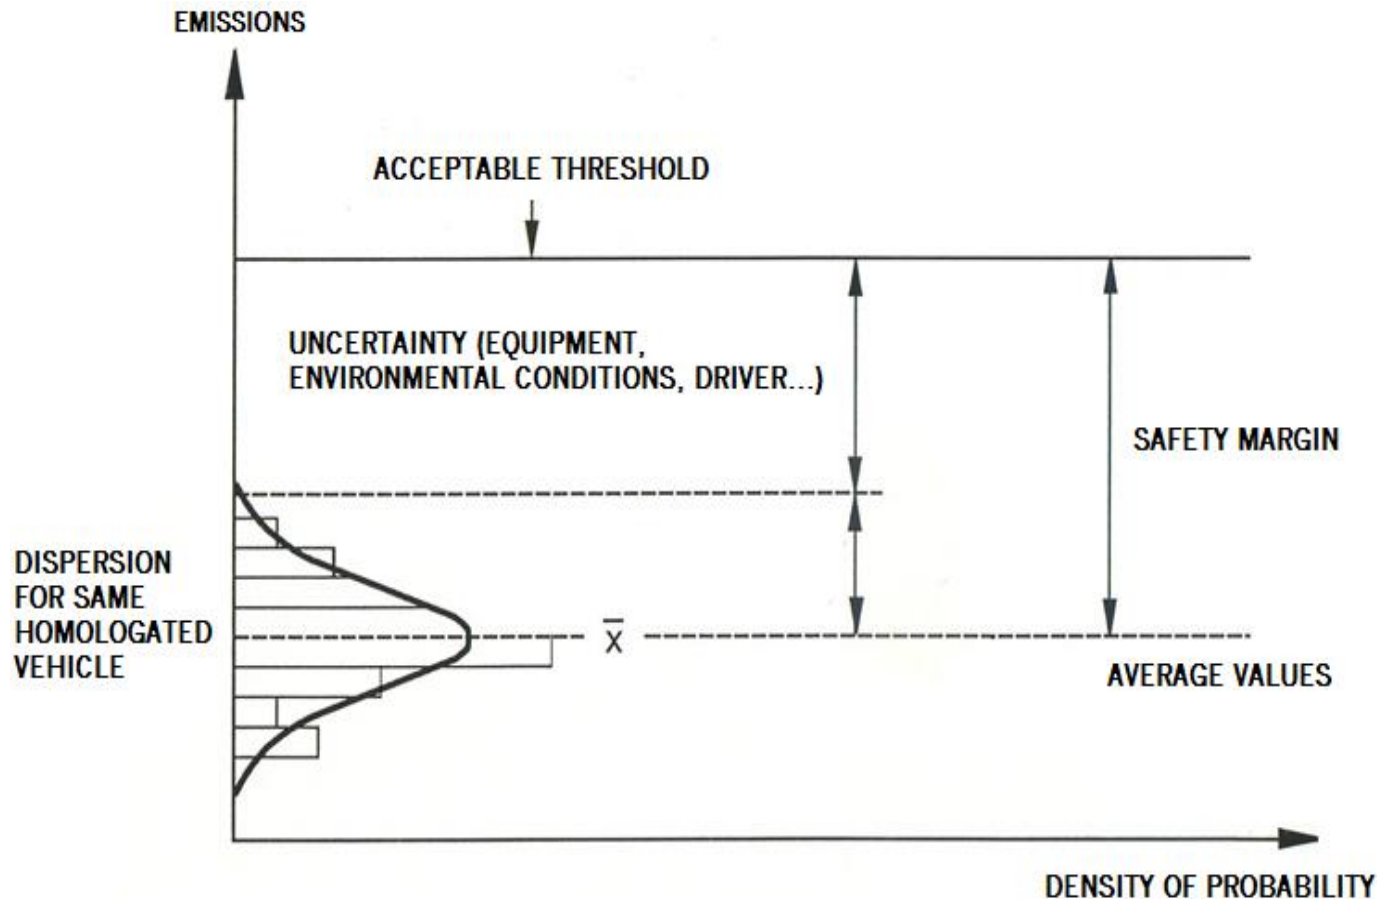 EMISSIONS
ACCEPTABLE THRESHOLD
UNCERTAINTY (EQUIPMENT,
ENVIRONMENTAL CONDITIONS, DRIVER...)
SAFETY MARGIN
DISPERSION
FOR SAME
HOMOLOGATED
VEHICLE
x̅
AVERAGE VALUES
DENSITY OF PROBABILITY